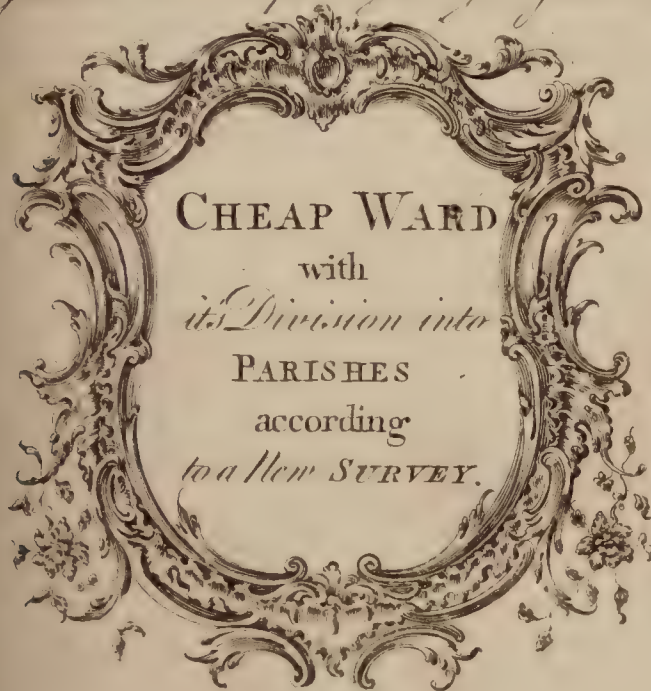 CHEAP WARD
with
its Division into
PARISHES
according
to a New SURVEY.